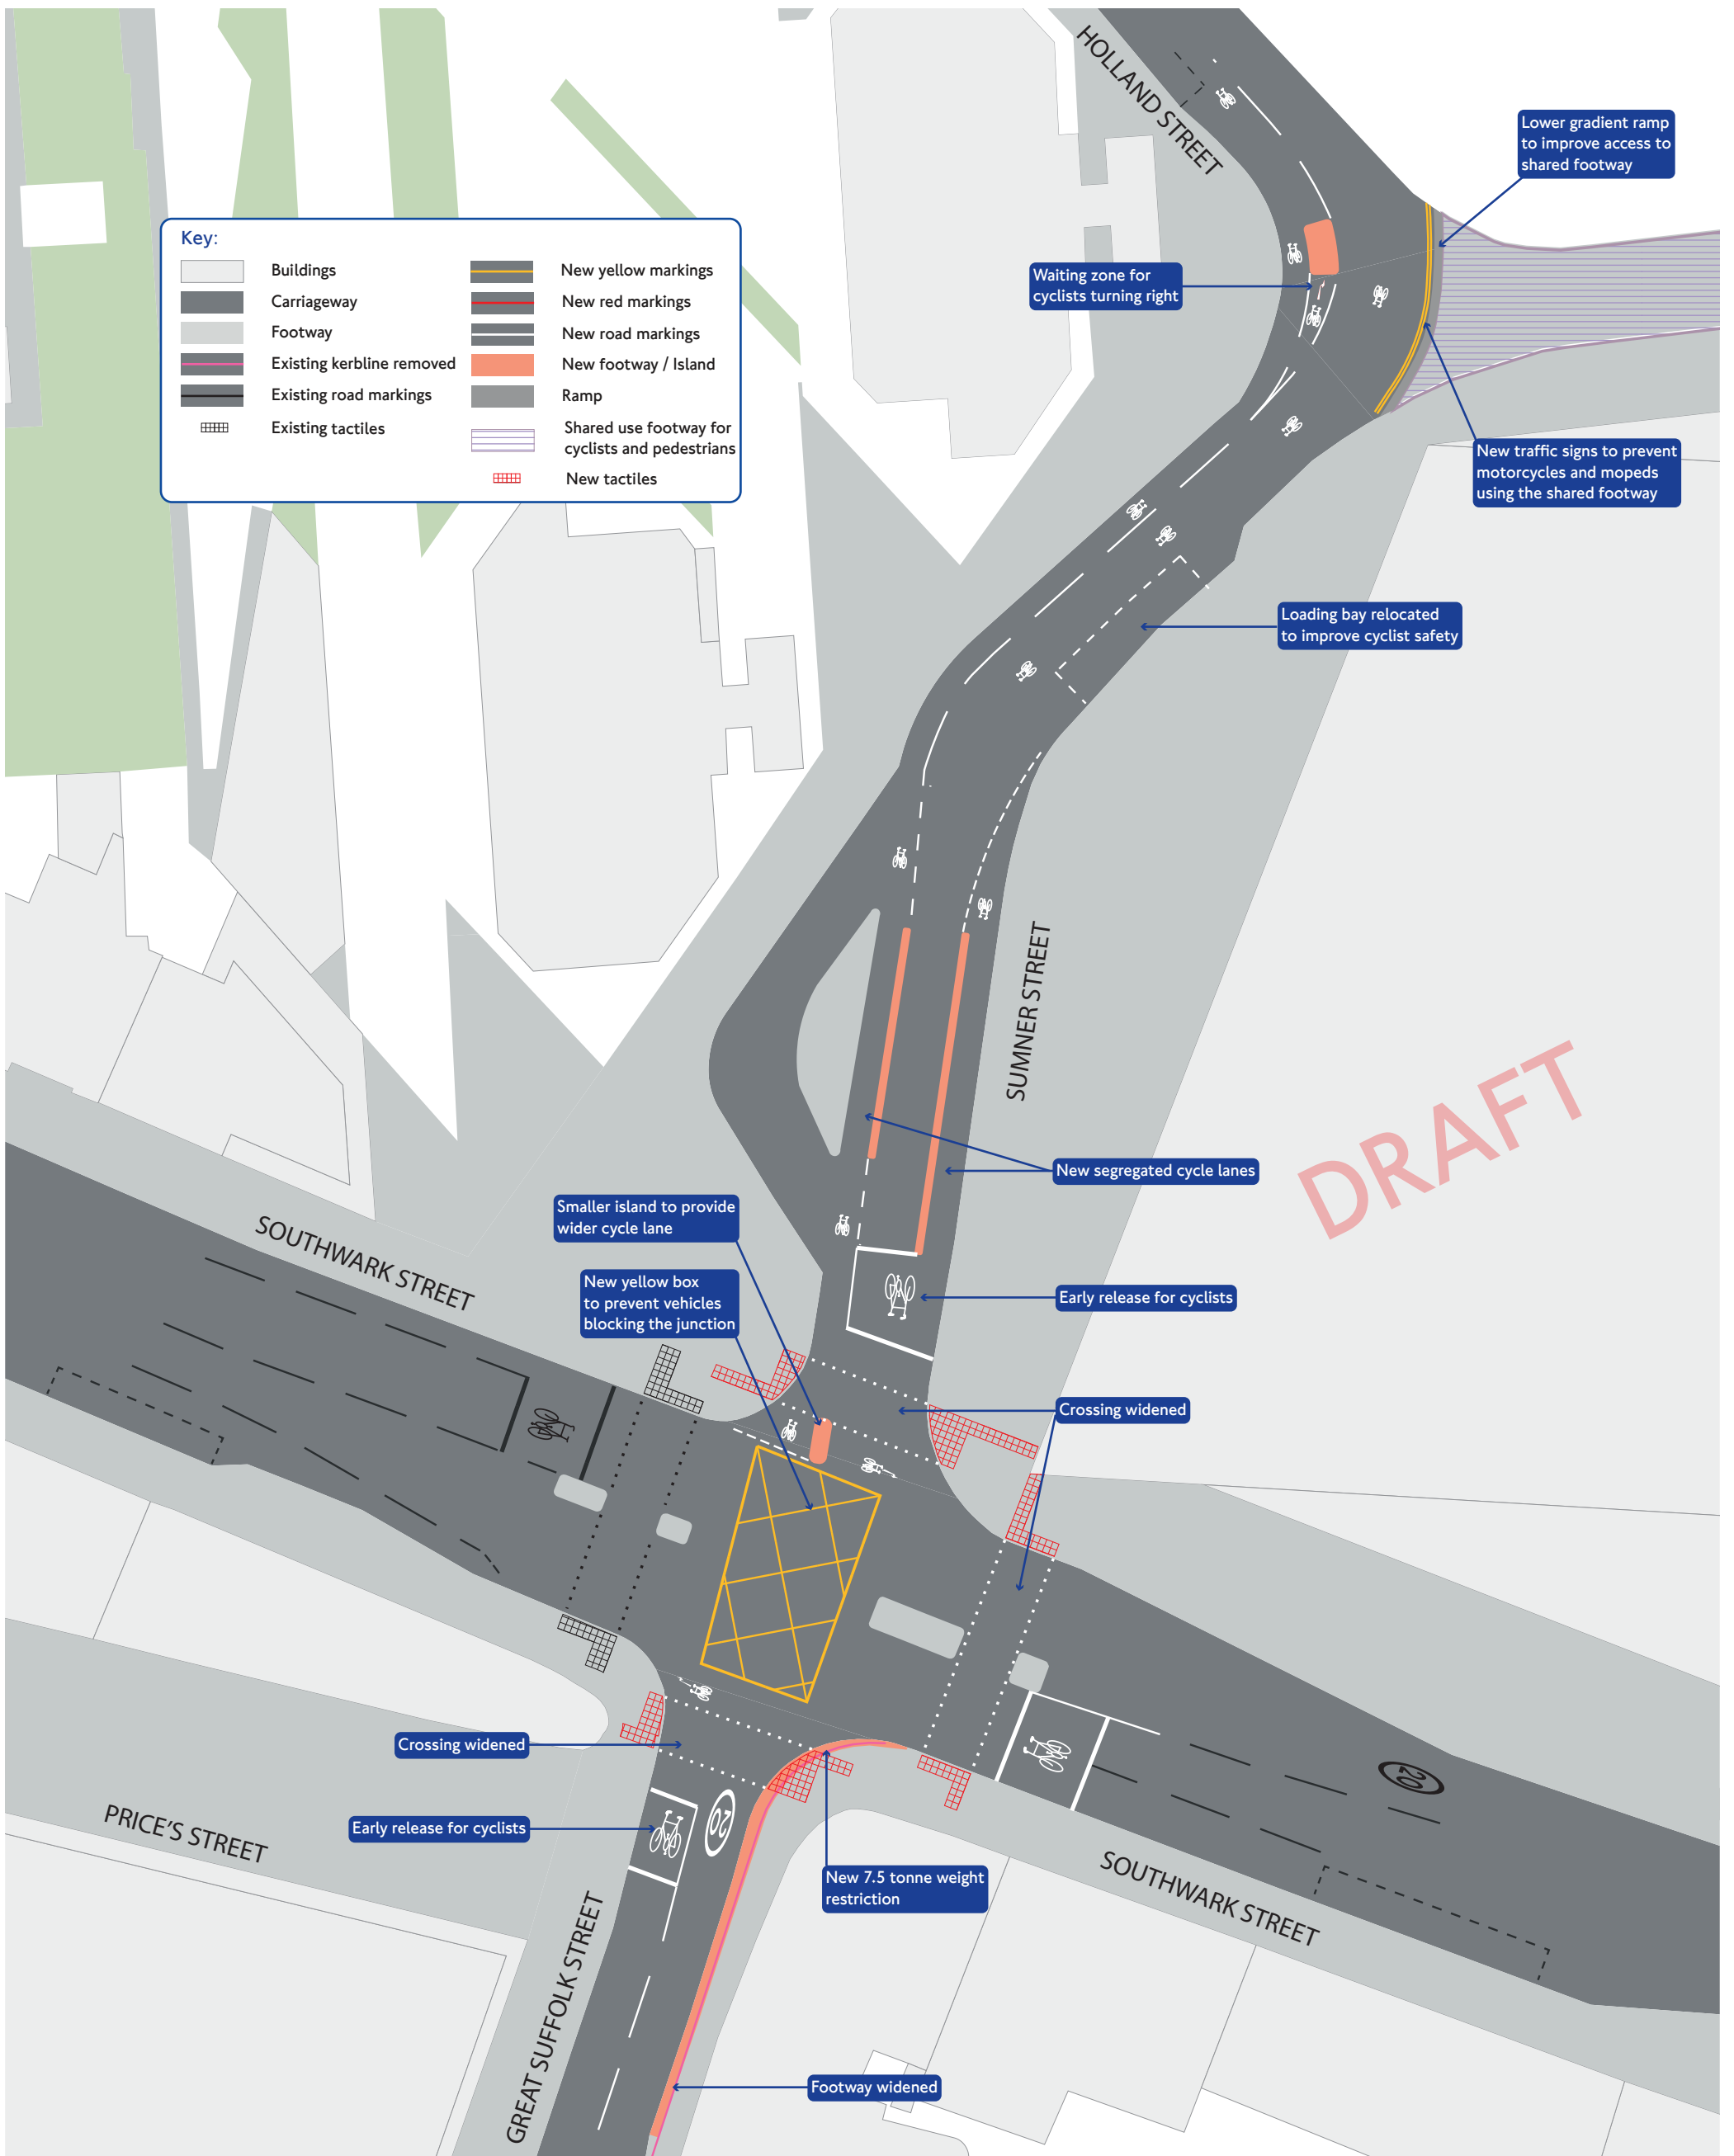 HOLLAND STREET
Lower gradient ramp
to improve access to
shared footway
Key:
Buildings
Carriageway
Footway
Existing kerbline removed
Existing road markings
Existing tactiles
New yellow markings
New red markings
New road markings
New footway / Island
Ramp
Shared use footway for
cyclists and pedestrians
New tactiles
Waiting zone for
cyclists turning right
New traffic signs to prevent
motorcycles and mopeds
using the shared footway
Loading bay relocated
to improve cyclist safety
SUMNER STREET
DRAFT
New segregated cycle lanes
Smaller island to provide
wider cycle lane
SOUTHWARK STREET
New yellow box
to prevent vehicles
blocking the junction
Early release for cyclists
Crossing widened
Crossing widened
20
20
PRICE'S STREET
Early release for cyclists
New 7.5 tonne weight
restriction
SOUTHWARK STREET
GREAT SUFFOLK STREET
Footway widened